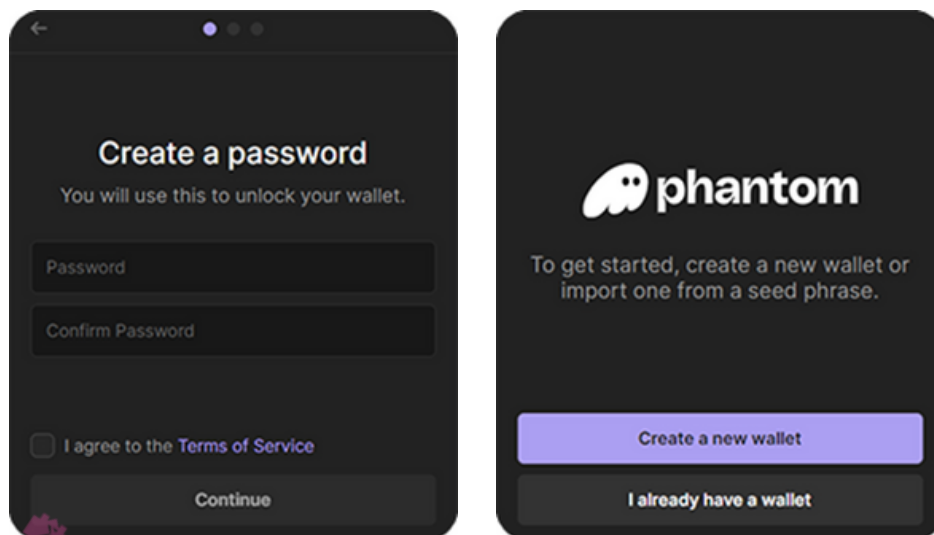 Create a password
You will use this to unlock your wallet.
Password
Confirm Password
I agree to the Terms of Service
Continue
phantom
To get started, create a new wallet or
import one from a seed phrase.
Create a new wallet
I already have a wallet